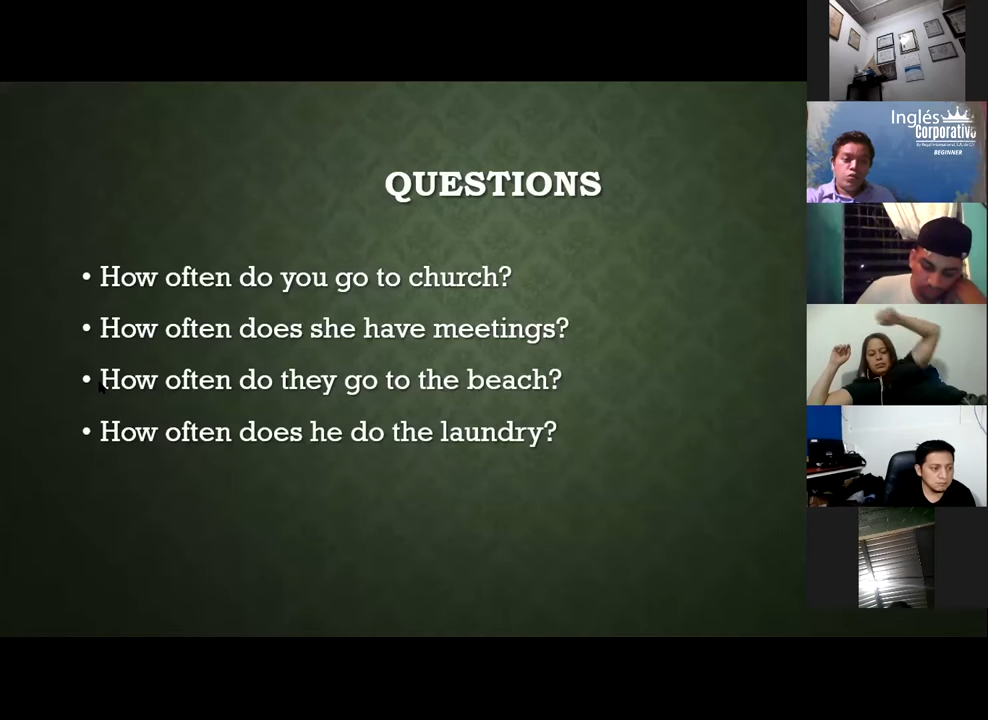 QUESTIONS
• How often do you go to church?
• How often does she have meetings?
• How often do they go to the beach?
• How often does he do the laundry?
Inglés
Corporativo
BEGINNER